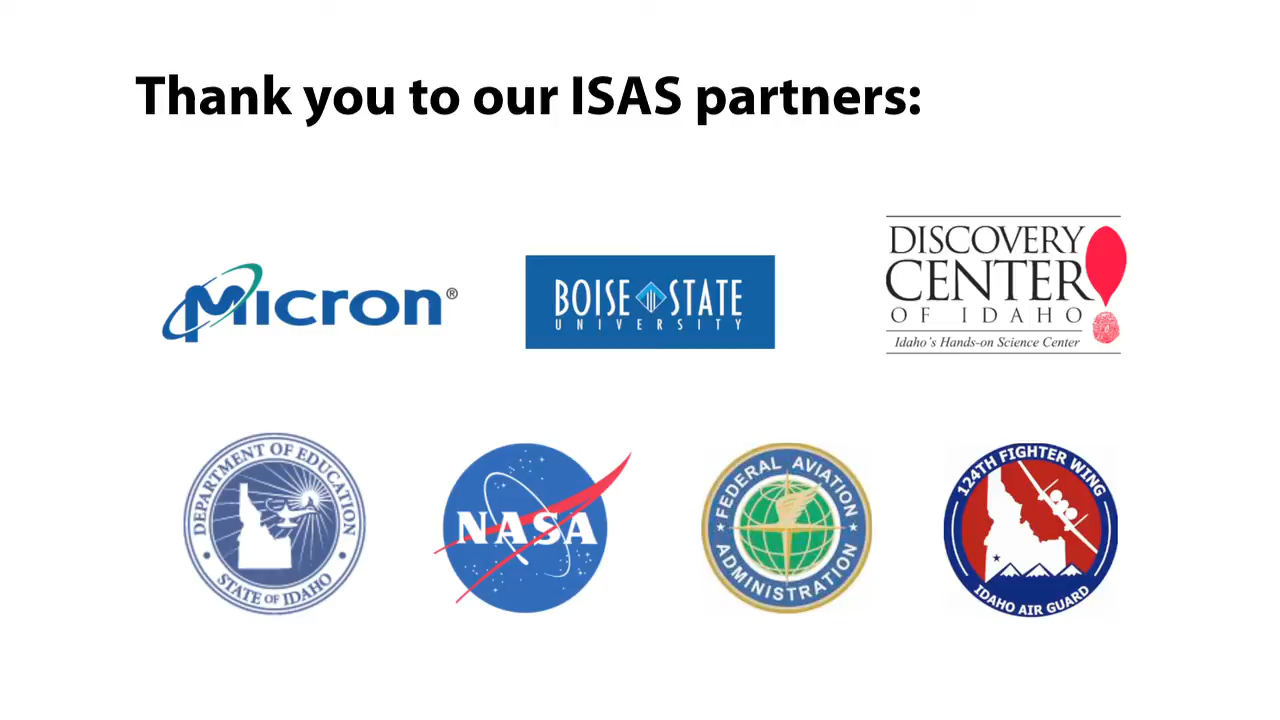 Thank you to our ISAS partners:
Micron®
BOISE STATE
UNIVERSITY
DISCOVERY
CENTER
OF IDAHO
Idaho's Hands-on Science Center
DEPARTMENT OF EDUCATION
STATE OF IDAHO
NASA
FEDERAL AVIATION
ADMINISTRATION
124TH FIGHTER WING
IDAHO AIR GUARD